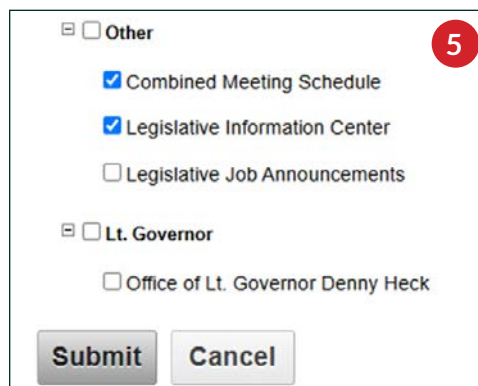 Other
5
Combined Meeting Schedule
Legislative Information Center
Legislative Job Announcements
Lt. Governor
Office of Lt. Governor Denny Heck
Submit Cancel